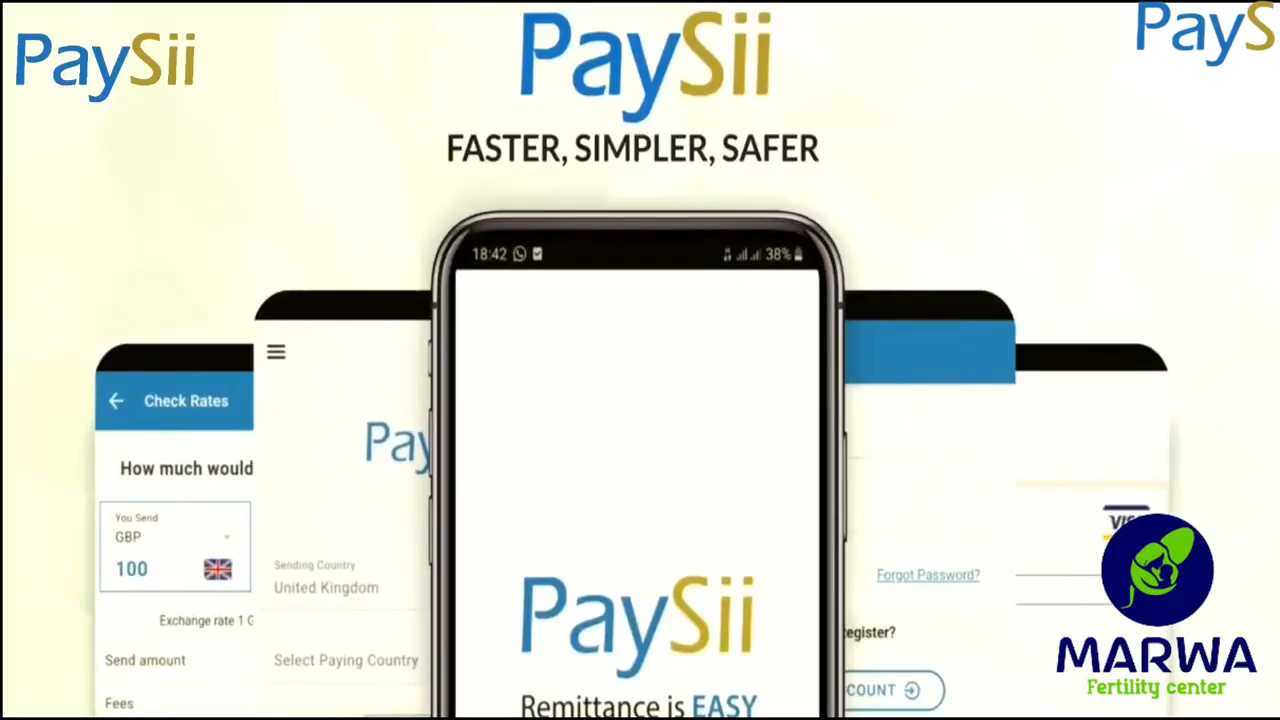 PaySii
PaySii
PayS
FASTER, SIMPLER, SAFER
18:42
38%
Check Rates
How much would
You Send
GBP
100
Exchange rate 1 G
Send amount
Fees
Pay
Sending Country
United Kingdom
Select Paying Country
PaySii
Remittance is EASY
Forgot Password?
register?
COUNT
VISA
MARWA
Fertility center